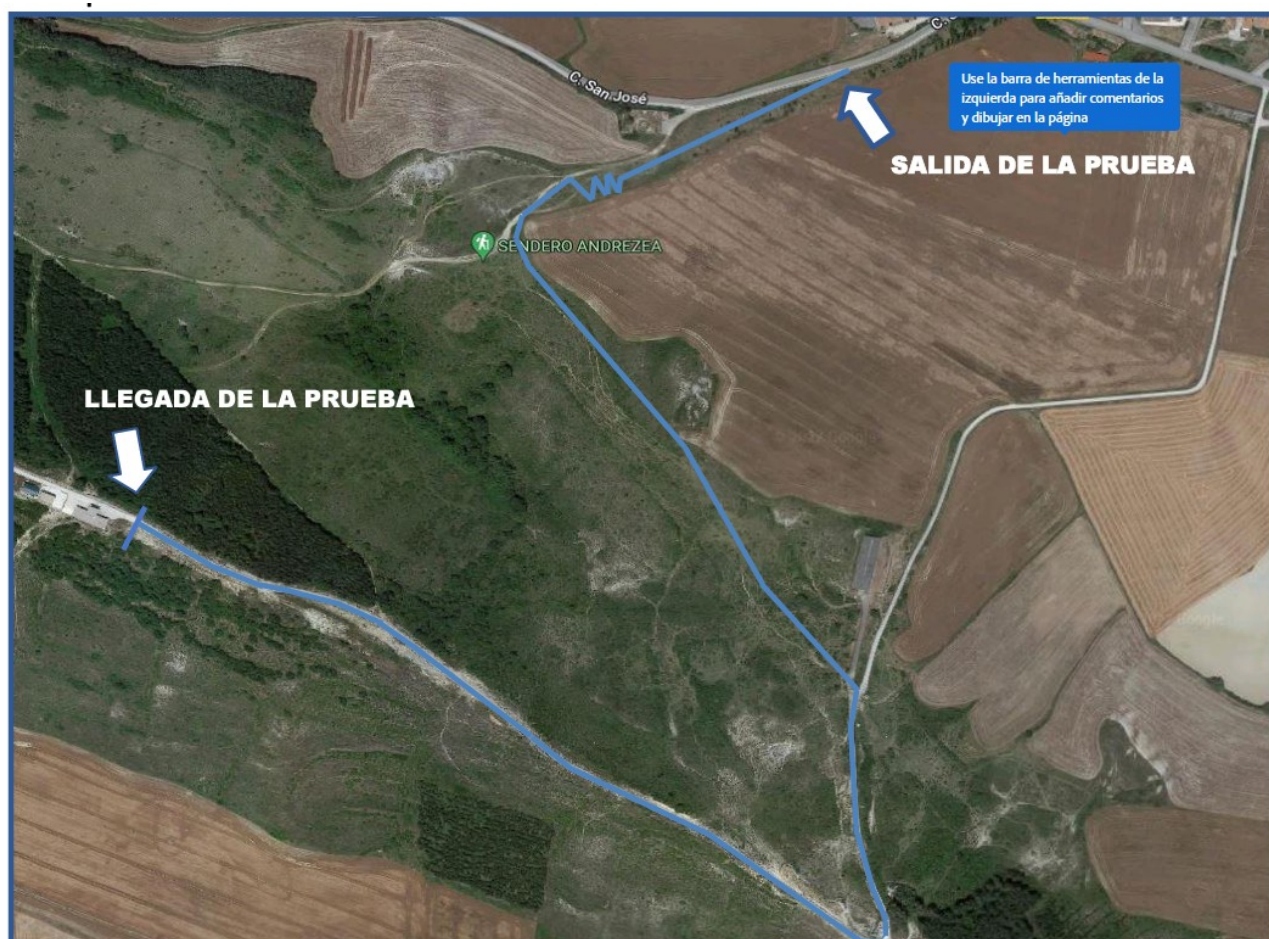 C. San José
Use la barra de herramientas de la
izquierda para añadir comentarios
y dibujar en la página
SALIDA DE LA PRUEBA
SENDERO ANDREZEA
LLEGADA DE LA PRUEBA
Google